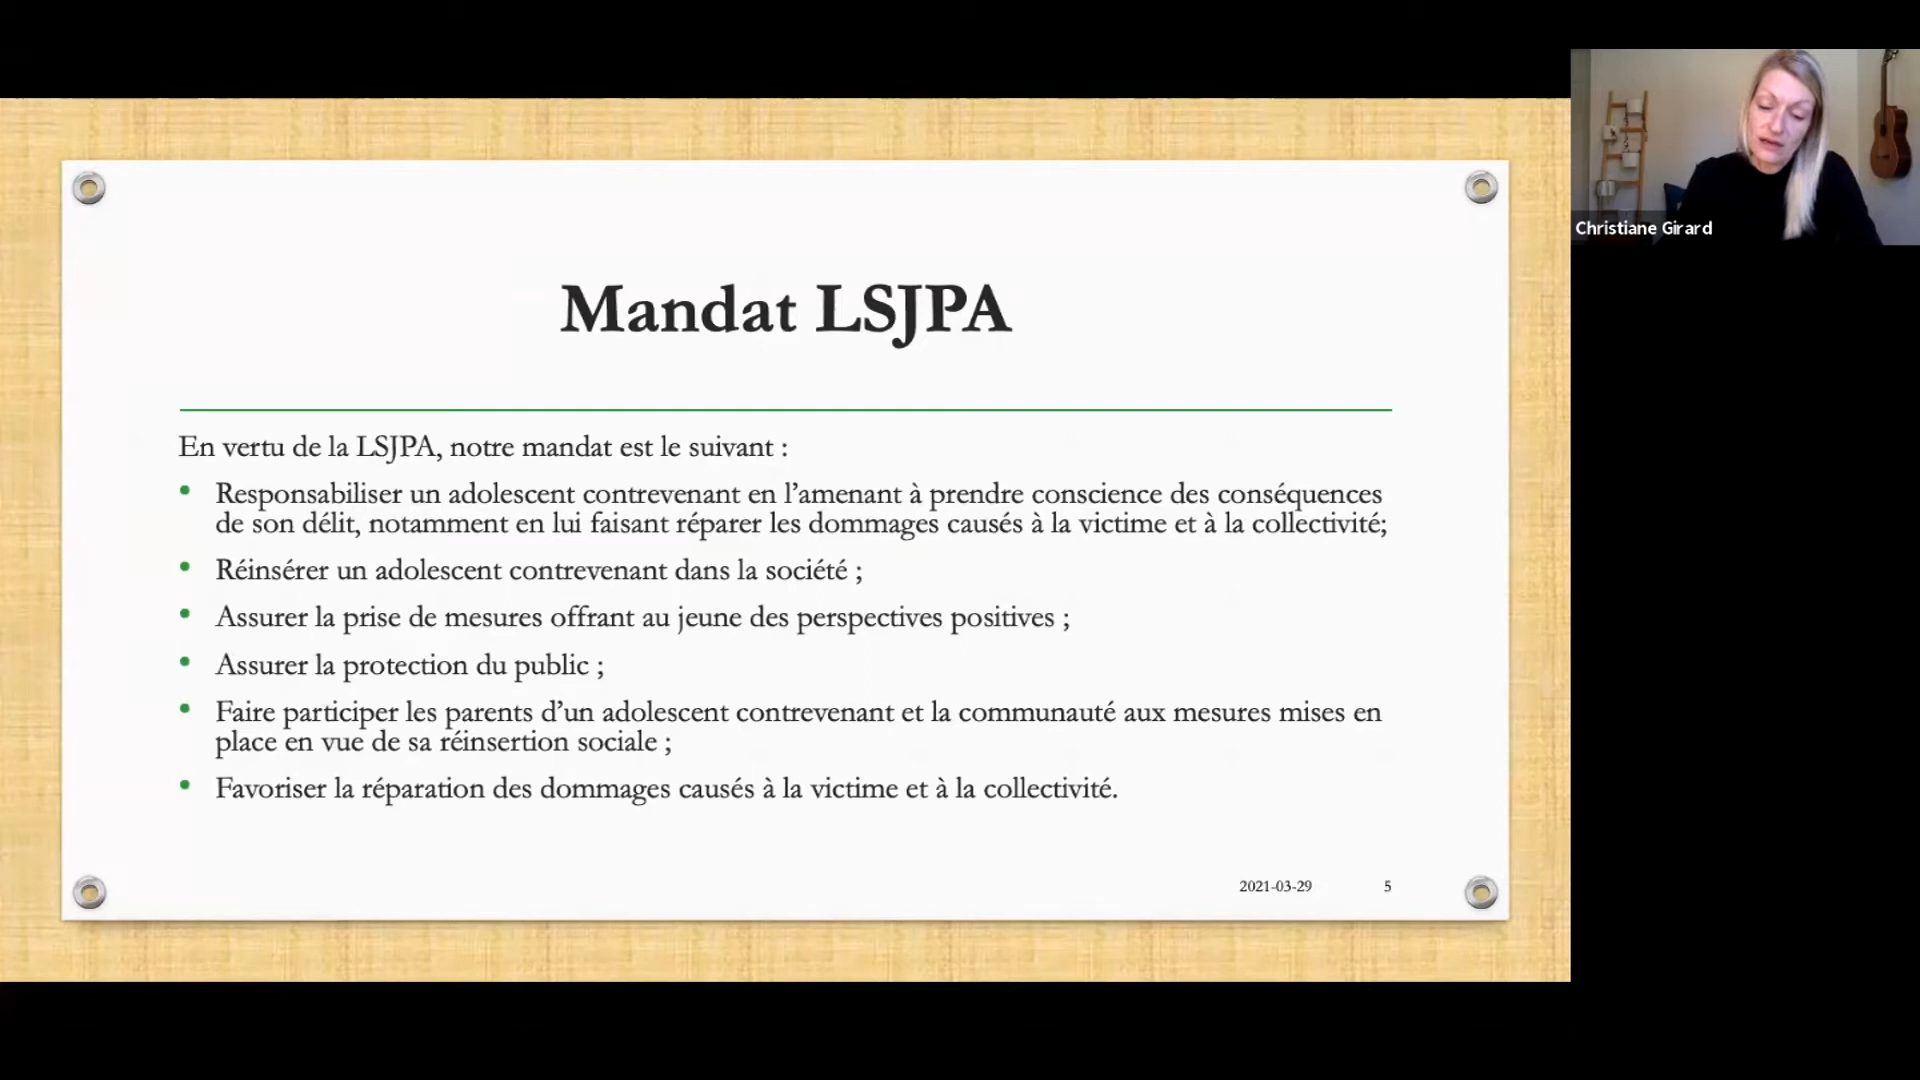 Mandat LSJPA
En vertu de la LSJPA, notre mandat est le suivant :
• Responsabiliser un adolescent contrevenant en l’amenant à prendre conscience des conséquences
de son délit, notamment en lui faisant réparer les dommages causés à la victime et à la collectivité;
• Réinsérer un adolescent contrevenant dans la société ;
• Assurer la prise de mesures offrant au jeune des perspectives positives ;
• Assurer la protection du public ;
• Faire participer les parents d’un adolescent contrevenant et la communauté aux mesures mises en
place en vue de sa réinsertion sociale ;
• Favoriser la réparation des dommages causés à la victime et à la collectivité.
2021-03-29 5
Christiane Girard